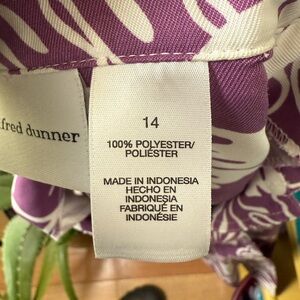 fred dunner
14
100% POLYESTER/
POLIÉSTER
MADE IN INDONESIA
HECHO EN
INDONESIA
FABRIQUÉ EN
INDONÉSIE